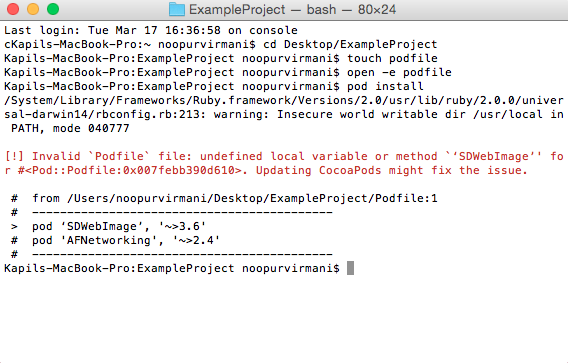 ExampleProject — bash — 80×24
Last login: Tue Mar 17 16:36:58 on console
cKapils-MacBook-Pro:~ noopurvirmani$ cd Desktop/ExampleProject
Kapils-MacBook-Pro:ExampleProject noopurvirmani$ touch podfile
Kapils-MacBook-Pro:ExampleProject noopurvirmani$ open -e podfile
Kapils-MacBook-Pro:ExampleProject noopurvirmani$ pod install
/System/Library/Frameworks/Ruby.framework/Versions/2.0/usr/lib/ruby/2.0.0/univer
sal-darwin14/rbconfig.rb:213: warning: Insecure world writable dir /usr/local in
 PATH, mode 040777
[!] Invalid `Podfile` file: undefined local variable or method `‘SDWebImage‘' fo
r #<Pod::Podfile:0x007febb390d610>. Updating CocoaPods might fix the issue.
 #  from /Users/noopurvirmani/Desktop/ExampleProject/Podfile:1
 #  -------------------------------------------
 >  pod ‘SDWebImage’, '~>3.6’
 #  pod 'AFNetworking', '~>2.4’
 #  -------------------------------------------
Kapils-MacBook-Pro:ExampleProject noopurvirmani$